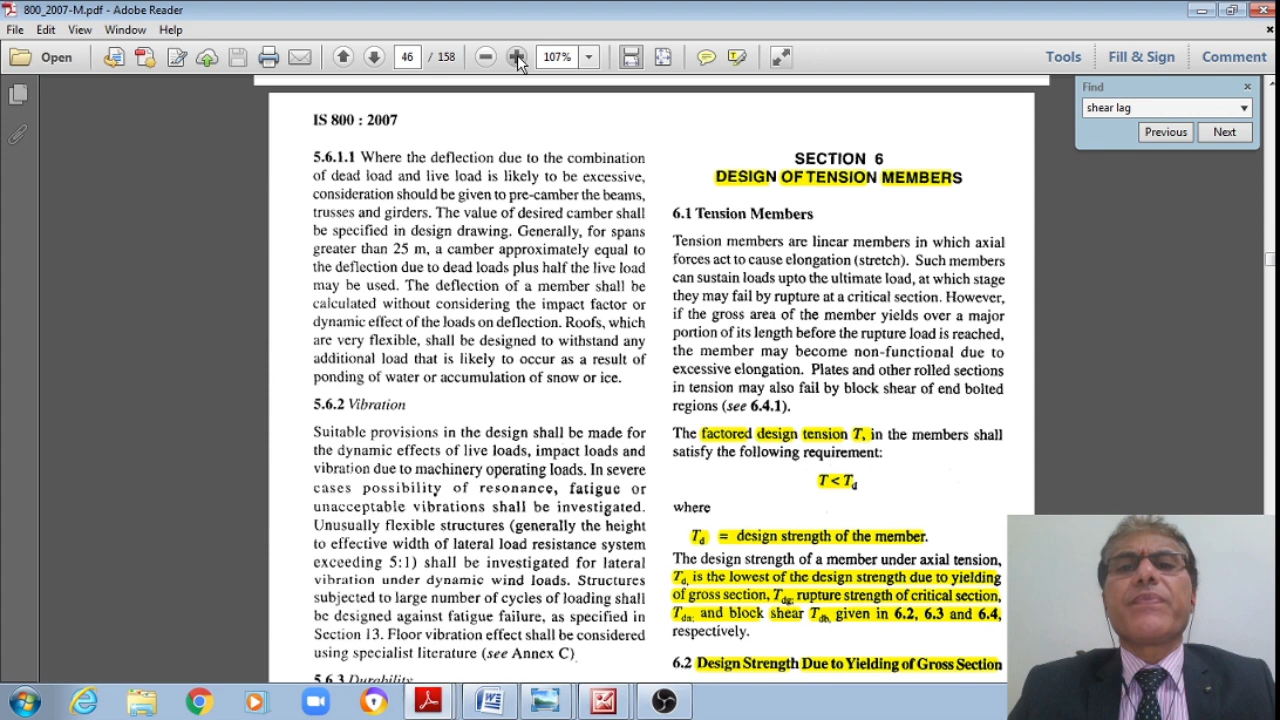 800_2007-M.pdf - Adobe Reader
File Edit View Window Help
Open 46 / 158 107% Tools Fill & Sign Comment
Find
shear lag
Previous Next
IS 800 : 2007
5.6.1.1 Where the deflection due to the combination
of dead load and live load is likely to be excessive,
consideration should be given to pre-camber the beams,
trusses and girders. The value of desired camber shall
be specified in design drawing. Generally, for spans
greater than 25 m, a camber approximately equal to
the deflection due to dead loads plus half the live load
may be used. The deflection of a member shall be
calculated without considering the impact factor or
dynamic effect of the loads on deflection. Roofs, which
are very flexible, shall be designed to withstand any
additional load that is likely to occur as a result of
ponding of water or accumulation of snow or ice.
5.6.2 Vibration
Suitable provisions in the design shall be made for
the dynamic effects of live loads, impact loads and
vibration due to machinery operating loads. In severe
cases possibility of resonance, fatigue or
unacceptable vibrations shall be investigated.
Unusually flexible structures (generally the height
to effective width of lateral load resistance system
exceeding 5:1) shall be investigated for lateral
vibration under dynamic wind loads. Structures
subjected to large number of cycles of loading shall
be designed against fatigue failure, as specified in
Section 13. Floor vibration effect shall be considered
using specialist literature (see Annex C)
5.6.3 Durability
SECTION 6
DESIGN OF TENSION MEMBERS
6.1 Tension Members
Tension members are linear members in which axial
forces act to cause elongation (stretch). Such members
can sustain loads upto the ultimate load, at which stage
they may fail by rupture at a critical section. However,
if the gross area of the member yields over a major
portion of its length before the rupture load is reached,
the member may become non-functional due to
excessive elongation. Plates and other rolled sections
in tension may also fail by block shear of end bolted
regions (see 6.4.1).
The factored design tension T, in the members shall
satisfy the following requirement:
T < Td
where
Td = design strength of the member.
The design strength of a member under axial tension,
Td, is the lowest of the design strength due to yielding
of gross section, Tdg; rupture strength of critical section,
Tdn; and block shear Tdb, given in 6.2, 6.3 and 6.4,
respectively.
6.2 Design Strength Due to Yielding of Gross Section